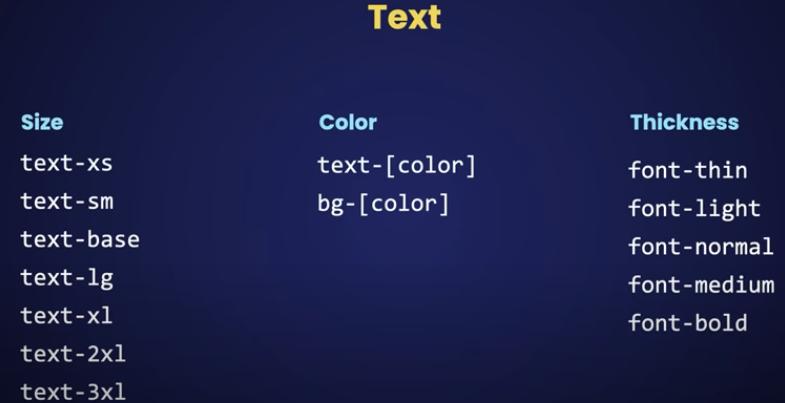 Text
Size
text-xs
text-sm
text-base
text-lg
text-xl
text-2xl
text-3xl
Color
text-[color]
bg-[color]
Thickness
font-thin
font-light
font-normal
font-medium
font-bold